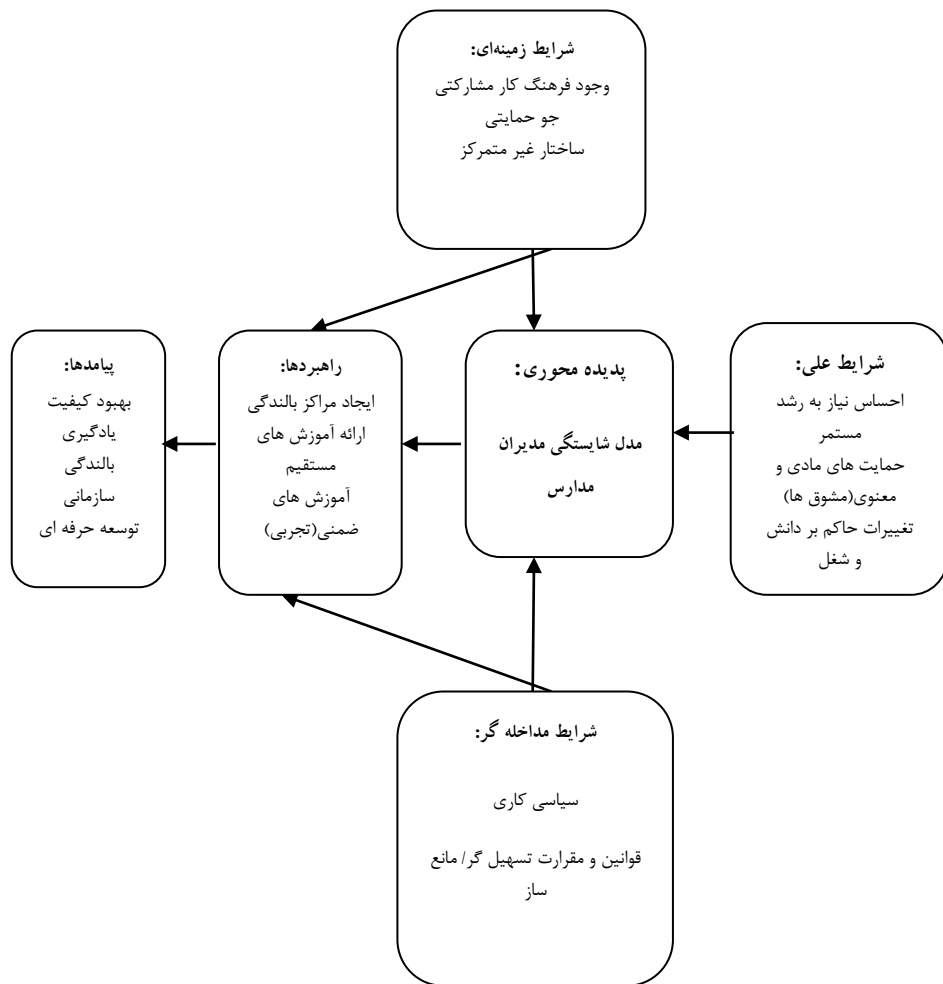 شرایط زمینه‌ای:
وجود فرهنگ کار مشارکتی
جو حمایتی
ساختار غیر متمرکز
شرایط علی:
احساس نیاز به رشد
مستمر
حمایت های مادی و
معنوی(مشوق ها)
تغییرات حاکم بر دانش
و شغل
پدیده محوری:
مدل شایستگی مدیران
مدارس
راهبردها:
ایجاد مراکز بالندگی
ارائه آموزش های
مستقیم
آموزش های
ضمنی(تجربی)
پیامدها:
بهبود کیفیت
یادگیری
بالندگی
سازمانی
توسعه حرفه ای
شرایط مداخله گر:
سیاسی کاری
قوانین و مقرارت تسهیل گر/ مانع
ساز